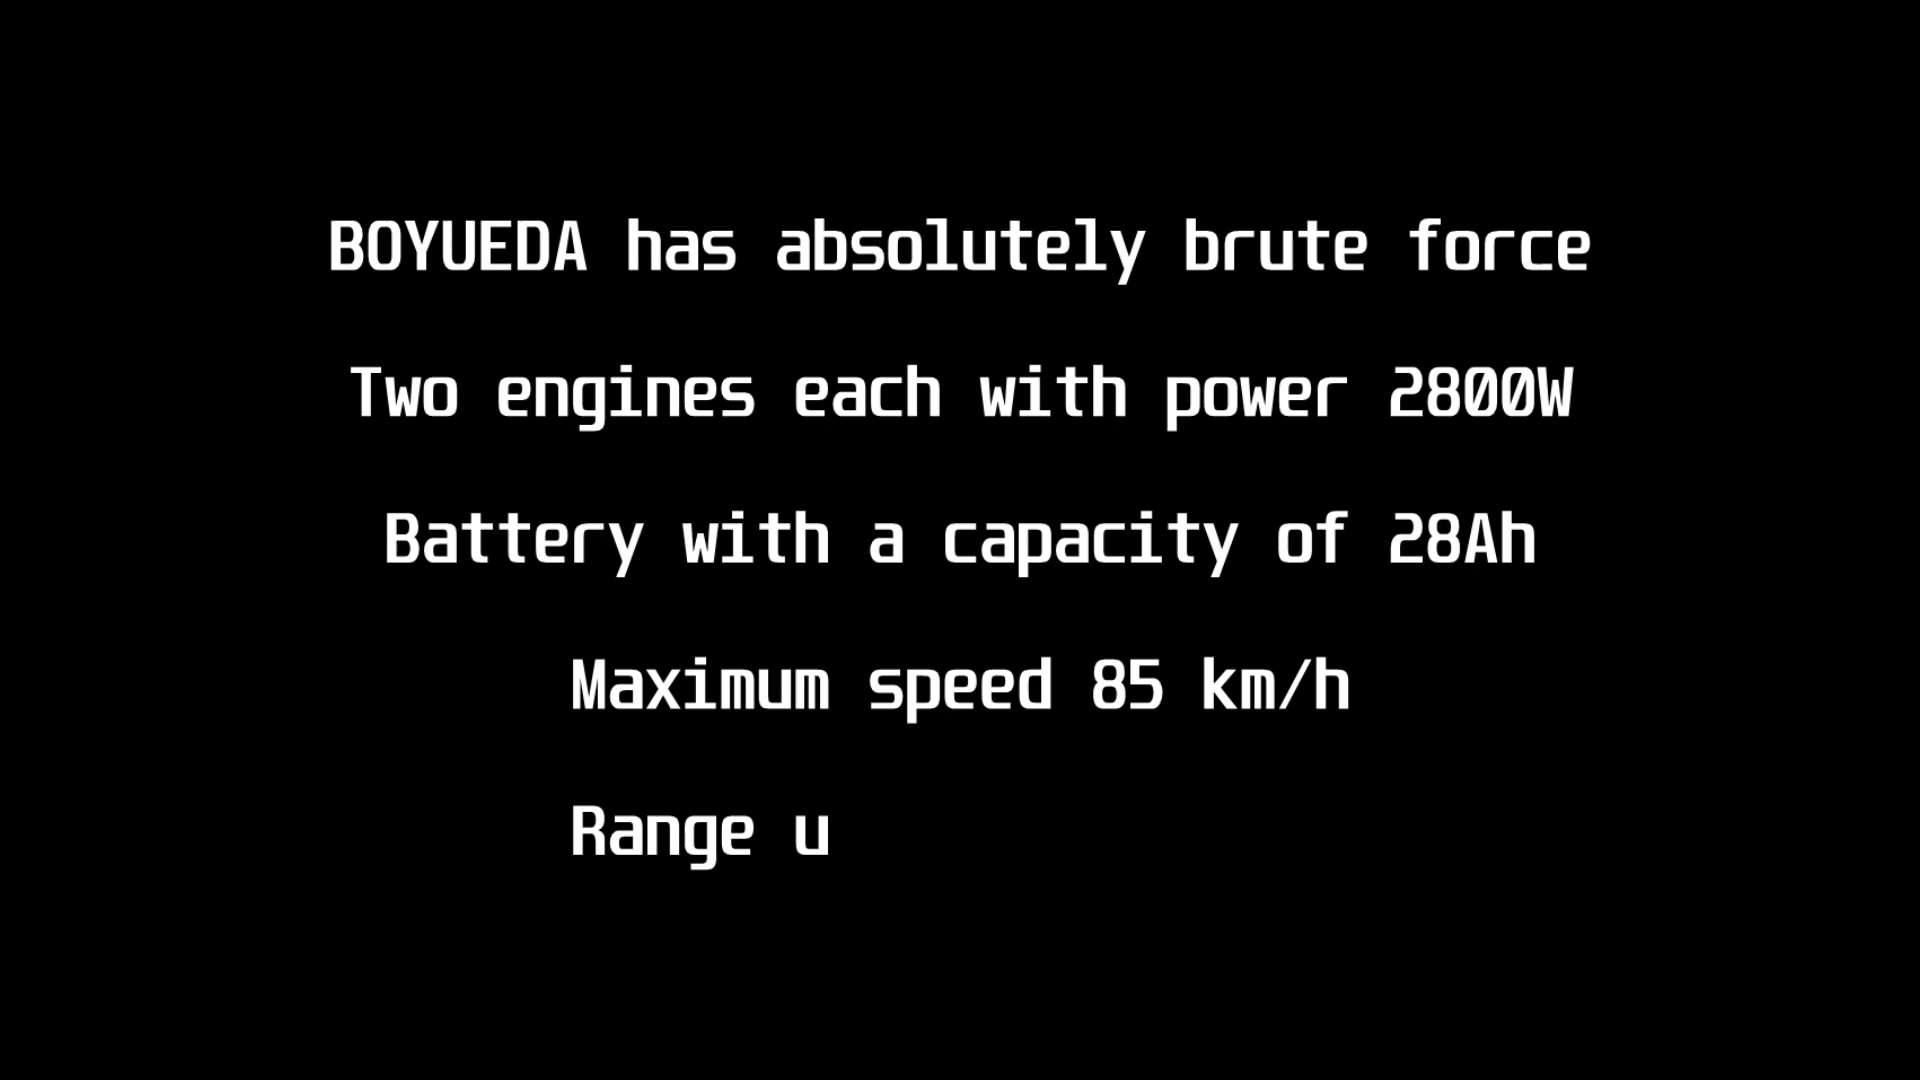 BOYUEDA has absolutely brute force
Two engines each with power 2800W
Battery with a capacity of 28Ah
Maximum speed 85 km/h
Range u